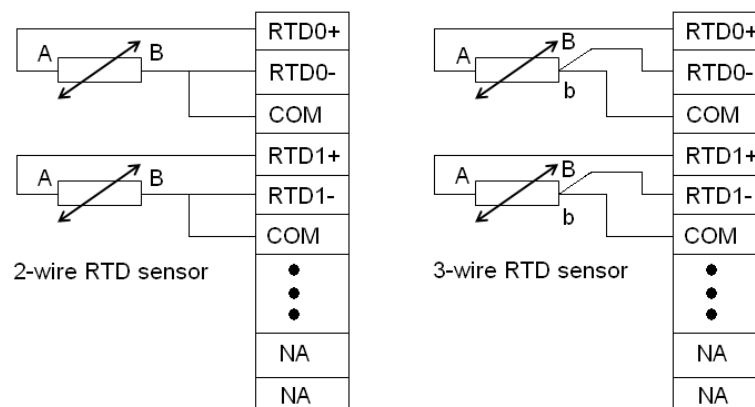 RTD0+
A
B
RTD0-
COM
RTD1+
A
B
RTD1-
COM
2-wire RTD sensor
NA
NA
RTD0+
A
B
RTD0-
b
COM
RTD1+
A
B
RTD1-
b
COM
3-wire RTD sensor
NA
NA